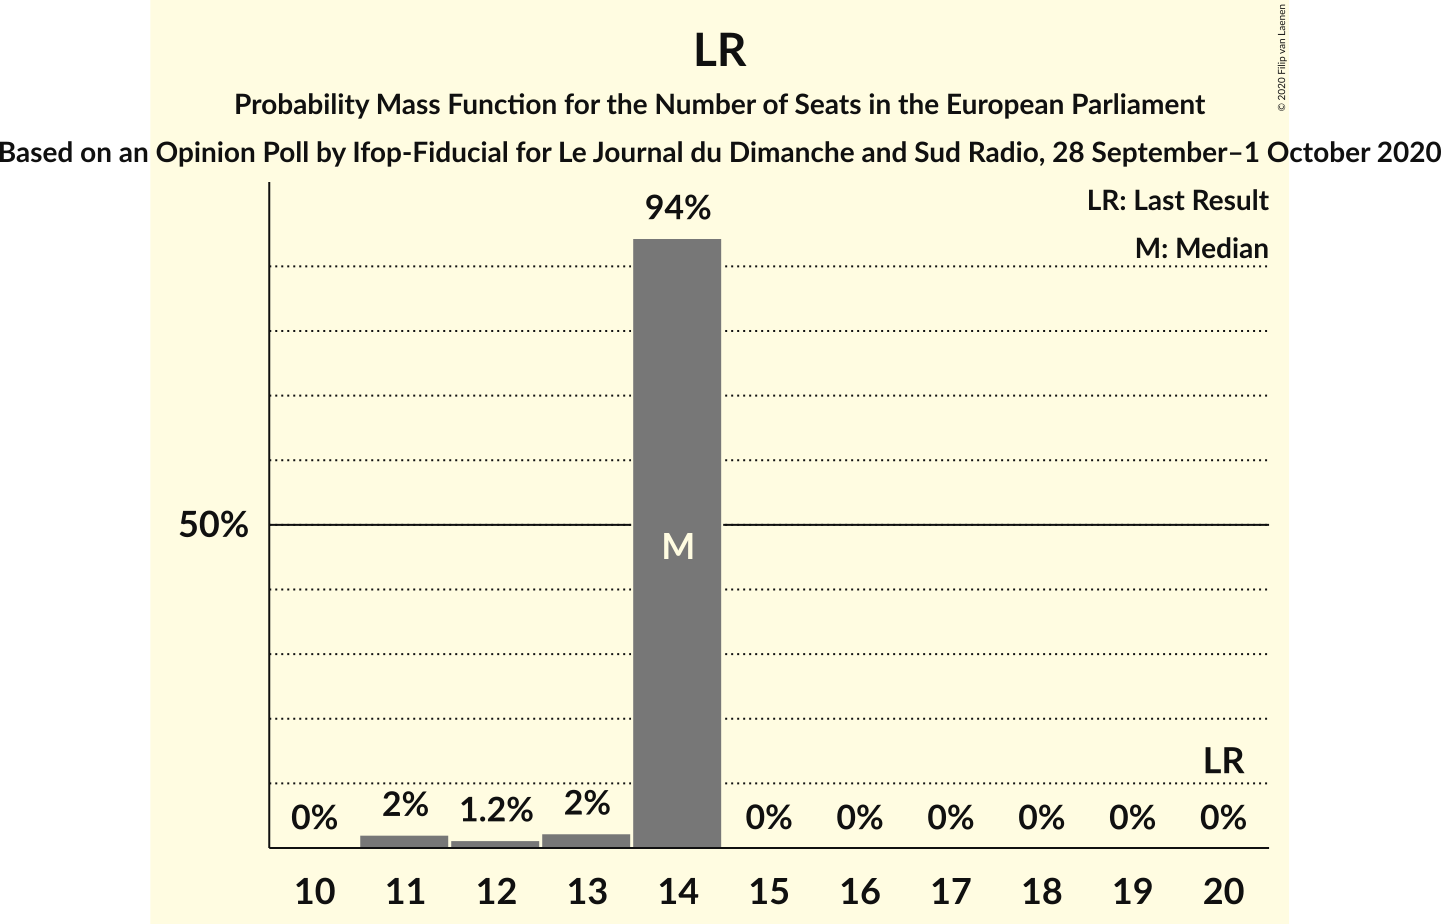 LR
Probability Mass Function for the Number of Seats in the European Parliament
Based on an Opinion Poll by Ifop-Fiducial for Le Journal du Dimanche and Sud Radio, 28 September–1 October 2020
© 2020 Filip van Laenen
LR: Last Result
M: Median
94%
50%
M
LR
0% 2% 1.2% 2% 0% 0% 0% 0% 0% 0%
10 11 12 13 14 15 16 17 18 19 20